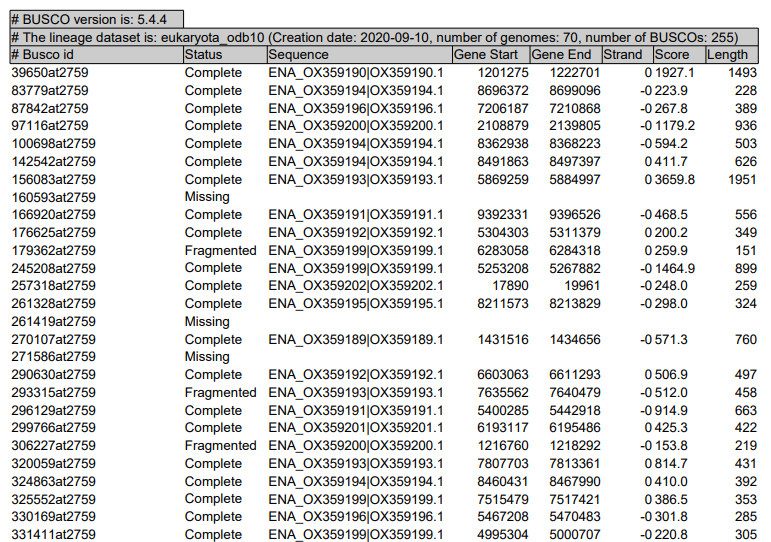 # BUSCO version is: 5.4.4
# The lineage dataset is: eukaryota_odb10 (Creation date: 2020-09-10, number of genomes: 70, number of BUSCOs: 255)
# Busco id Status Sequence Gene Start Gene End Strand Score Length
39650at2759 Complete ENA_OX359190|OX359190.1 1201275 1222701 0 1927.1 1493
83779at2759 Complete ENA_OX359194|OX359194.1 8696372 8699096 -0 223.9 228
87842at2759 Complete ENA_OX359196|OX359196.1 7206187 7210868 -0 267.8 389
97116at2759 Complete ENA_OX359200|OX359200.1 2108879 2139805 -0 1179.2 936
100698at2759 Complete ENA_OX359194|OX359194.1 8362938 8368223 -0 594.2 503
142542at2759 Complete ENA_OX359194|OX359194.1 8491863 8497397 0 411.7 626
156083at2759 Complete ENA_OX359193|OX359193.1 5869259 5884997 0 3659.8 1951
160593at2759 Missing
166920at2759 Complete ENA_OX359191|OX359191.1 9392331 9396526 -0 468.5 556
176625at2759 Complete ENA_OX359192|OX359192.1 5304303 5311379 0 200.2 349
179362at2759 Fragmented ENA_OX359199|OX359199.1 6283058 6284318 0 259.9 151
245208at2759 Complete ENA_OX359199|OX359199.1 5253208 5267882 -0 1464.9 899
257318at2759 Complete ENA_OX359202|OX359202.1 17890 19961 -0 248.0 259
261328at2759 Complete ENA_OX359195|OX359195.1 8211573 8213829 -0 298.0 324
261419at2759 Missing
270107at2759 Complete ENA_OX359189|OX359189.1 1431516 1434656 -0 571.3 760
271586at2759 Missing
290630at2759 Complete ENA_OX359192|OX359192.1 6603063 6611293 0 506.9 497
293315at2759 Fragmented ENA_OX359193|OX359193.1 7635562 7640479 -0 512.0 458
296129at2759 Complete ENA_OX359191|OX359191.1 5400285 5442918 -0 914.9 663
299766at2759 Complete ENA_OX359201|OX359201.1 6193117 6195486 0 425.3 422
306227at2759 Fragmented ENA_OX359200|OX359200.1 1216760 1218292 -0 153.8 219
320059at2759 Complete ENA_OX359193|OX359193.1 7807703 7813361 0 814.7 431
324863at2759 Complete ENA_OX359194|OX359194.1 8460431 8467990 0 410.0 392
325552at2759 Complete ENA_OX359199|OX359199.1 7515479 7517421 0 386.5 353
330169at2759 Complete ENA_OX359196|OX359196.1 5467208 5470483 -0 301.8 285
331411at2759 Complete ENA_OX359199|OX359199.1 4995304 5000707 -0 220.8 305